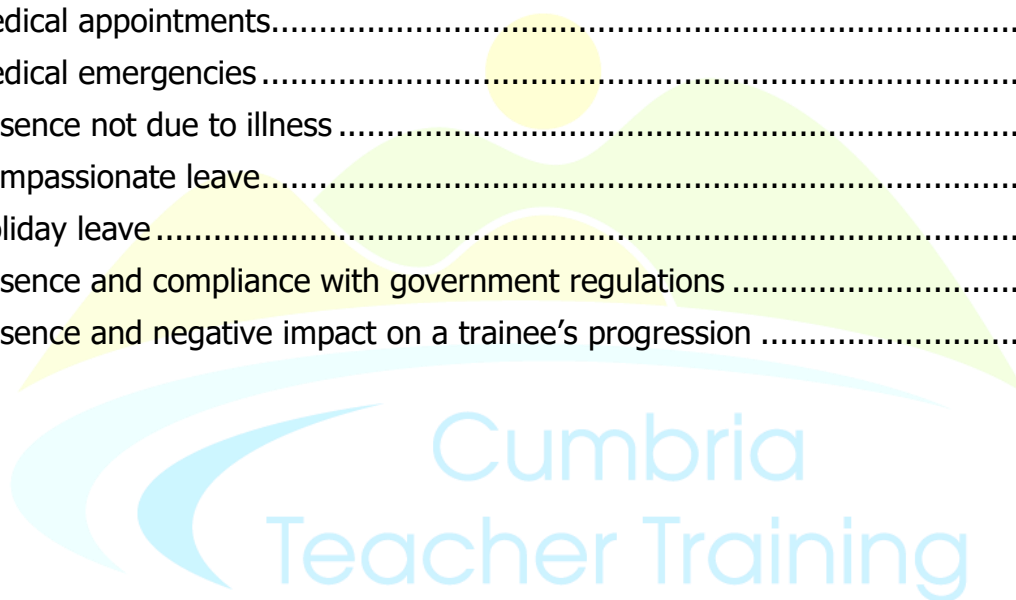 edical appointments...............................................................................
edical emergencies................................................................................
sence not due to illness.......................................................................
mpassionate leave................................................................................
liday leave...........................................................................................
sence and compliance with government regulations..............................
sence and negative impact on a trainee’s progression...........................
Cumbria
Teacher Training